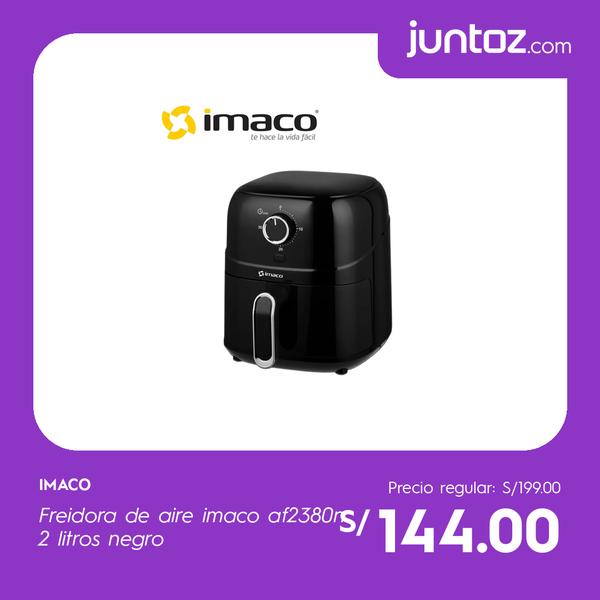 juntoz.com
imaco®
te hace la vida fácil
imaco
IMACO
Precio regular: S/199.00
Freidora de aire imaco af2380n
2 litros negro
S/144.00